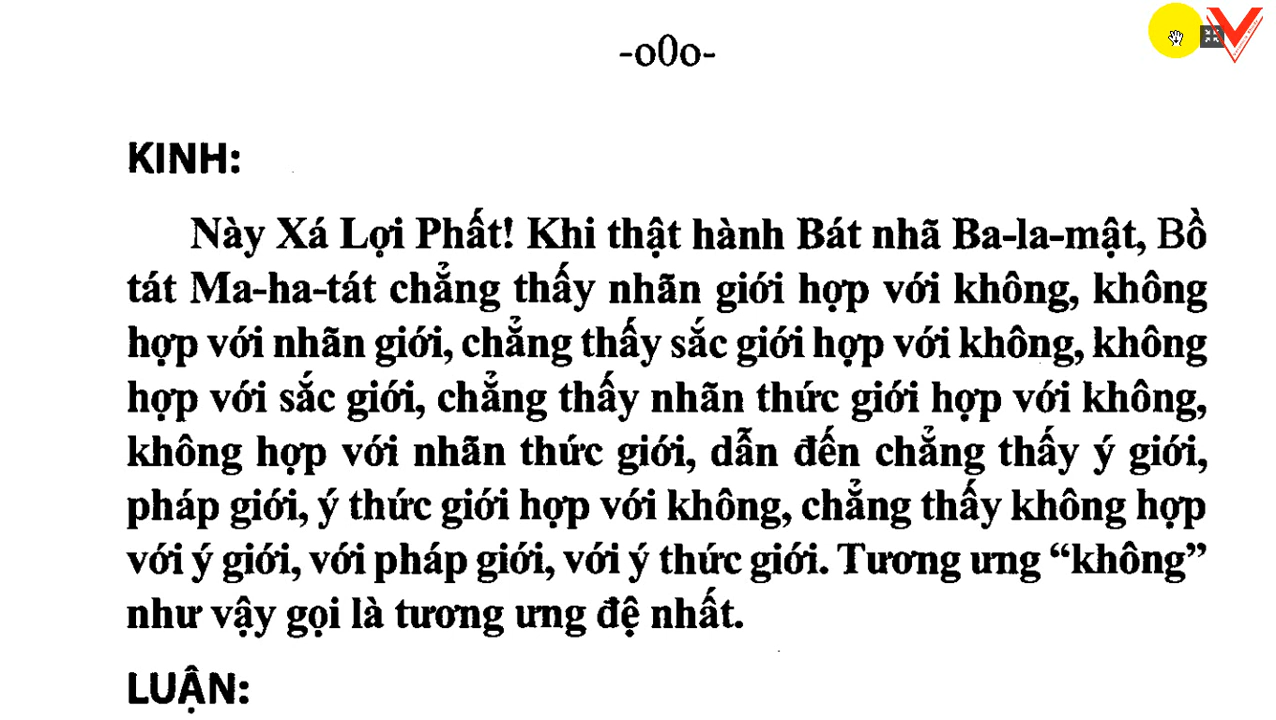 -o0o-
KINH:
Này Xá Lợi Phất! Khi thật hành Bát nhã Ba-la-mật, Bồ
tát Ma-ha-tát chẳng thấy nhãn giới hợp với không, không
hợp với nhãn giới, chẳng thấy sắc giới hợp với không, không
hợp với sắc giới, chẳng thấy nhãn thức giới hợp với không,
không hợp với nhãn thức giới, dẫn đến chẳng thấy ý giới,
pháp giới, ý thức giới hợp với không, chẳng thấy không hợp
với ý giới, với pháp giới, với ý thức giới. Tương ưng “không”
như vậy gọi là tương ưng đệ nhất.
LUẬN: